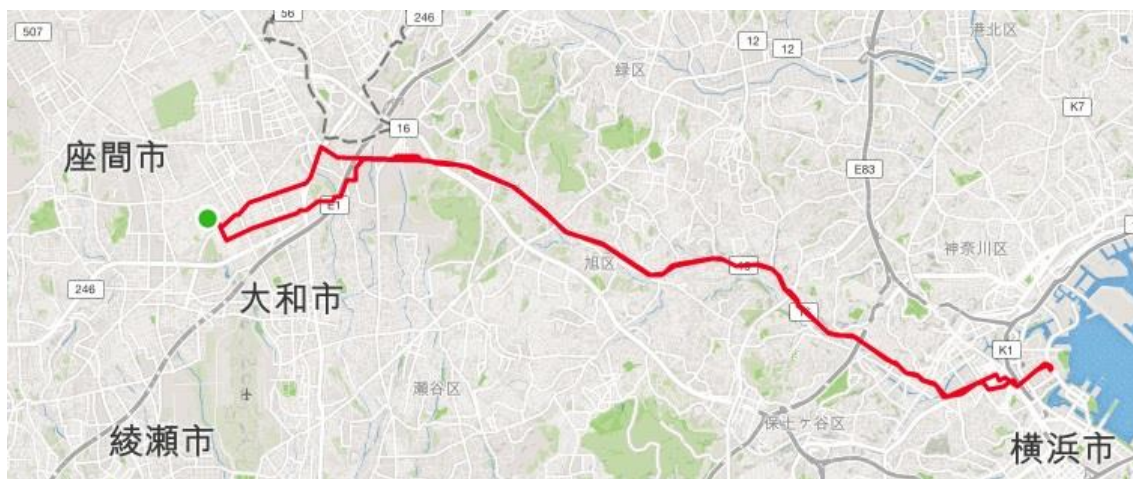 56
246
507
港北区
12
12
緑区
K7
16
座間市
E83
E1
神奈川区
旭区
246
大和市
16
K1
瀬谷区
保土ヶ谷区
綾瀬市
横浜市